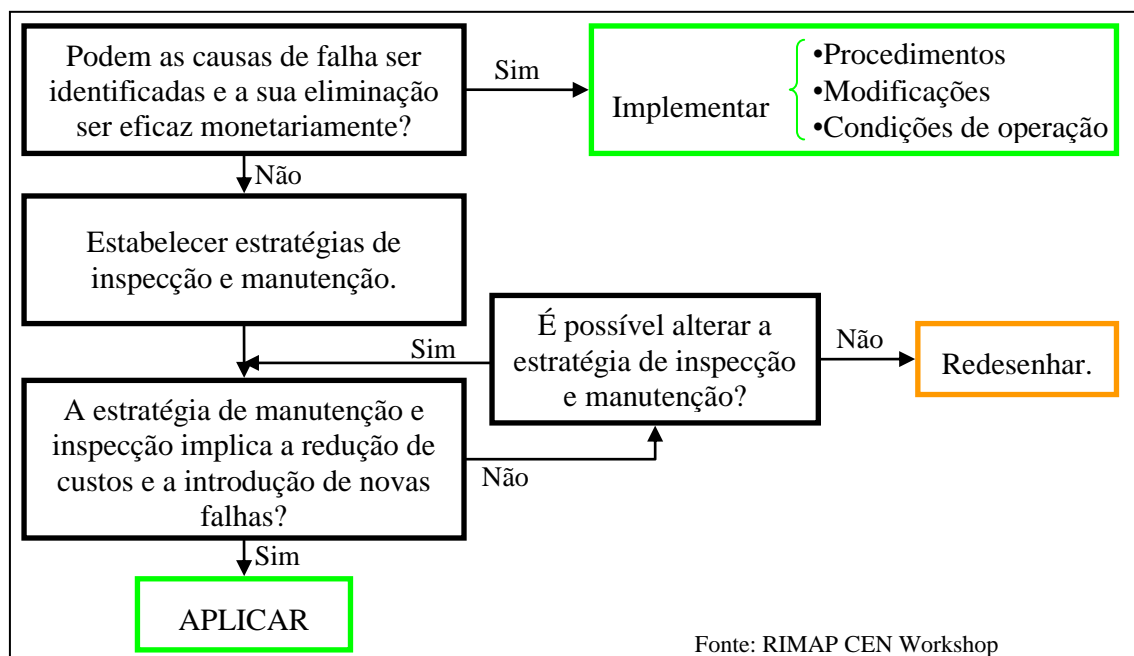 Podem as causas de falha ser
identificadas e a sua eliminação
ser eficaz monetariamente?
Sim
Implementar
•Procedimentos
•Modificações
•Condições de operação
Não
Estabelecer estratégias de
inspecção e manutenção.
Sim
É possível alterar a
estratégia de inspecção
e manutenção?
Não
Redesenhar.
A estratégia de manutenção e
inspecção implica a redução de
custos e a introdução de novas
falhas?
Não
Sim
APLICAR
Fonte: RIMAP CEN Workshop